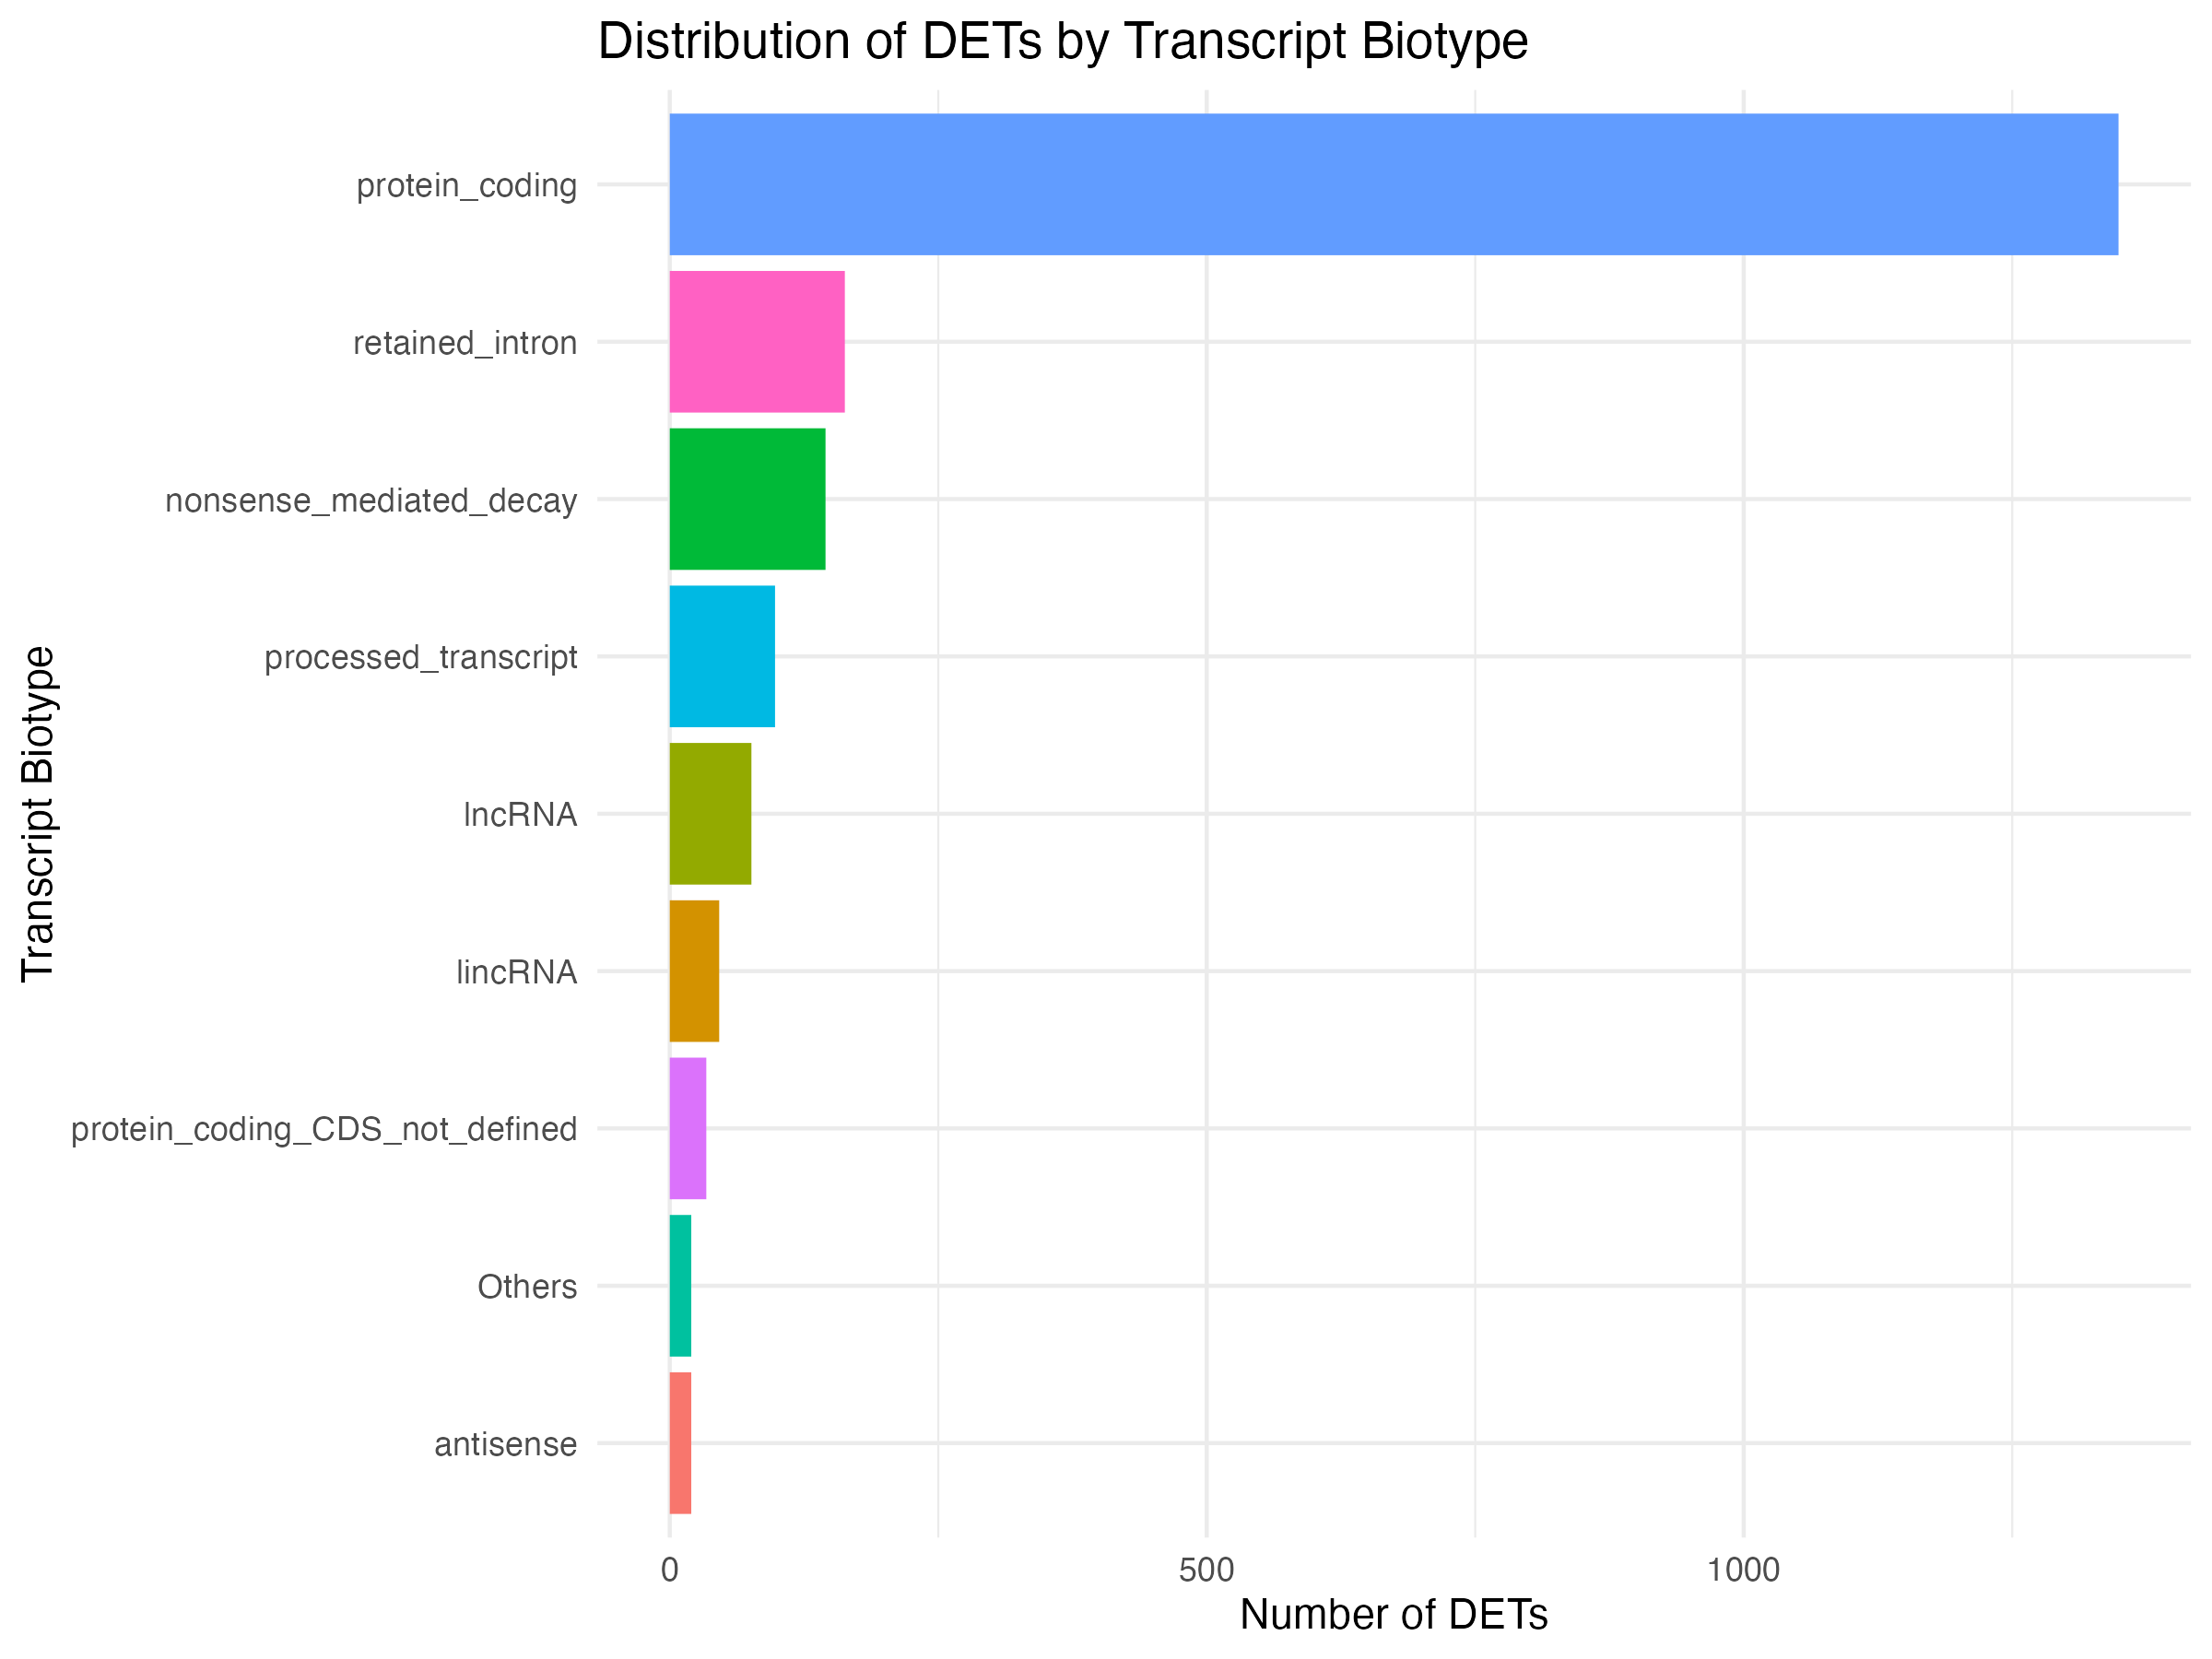 Distribution of DETs by Transcript Biotype
Transcript Biotype
protein_coding
retained_intron
nonsense_mediated_decay
processed_transcript
lncRNA
lincRNA
protein_coding_CDS_not_defined
Others
antisense
0 500 1000
Number of DETs